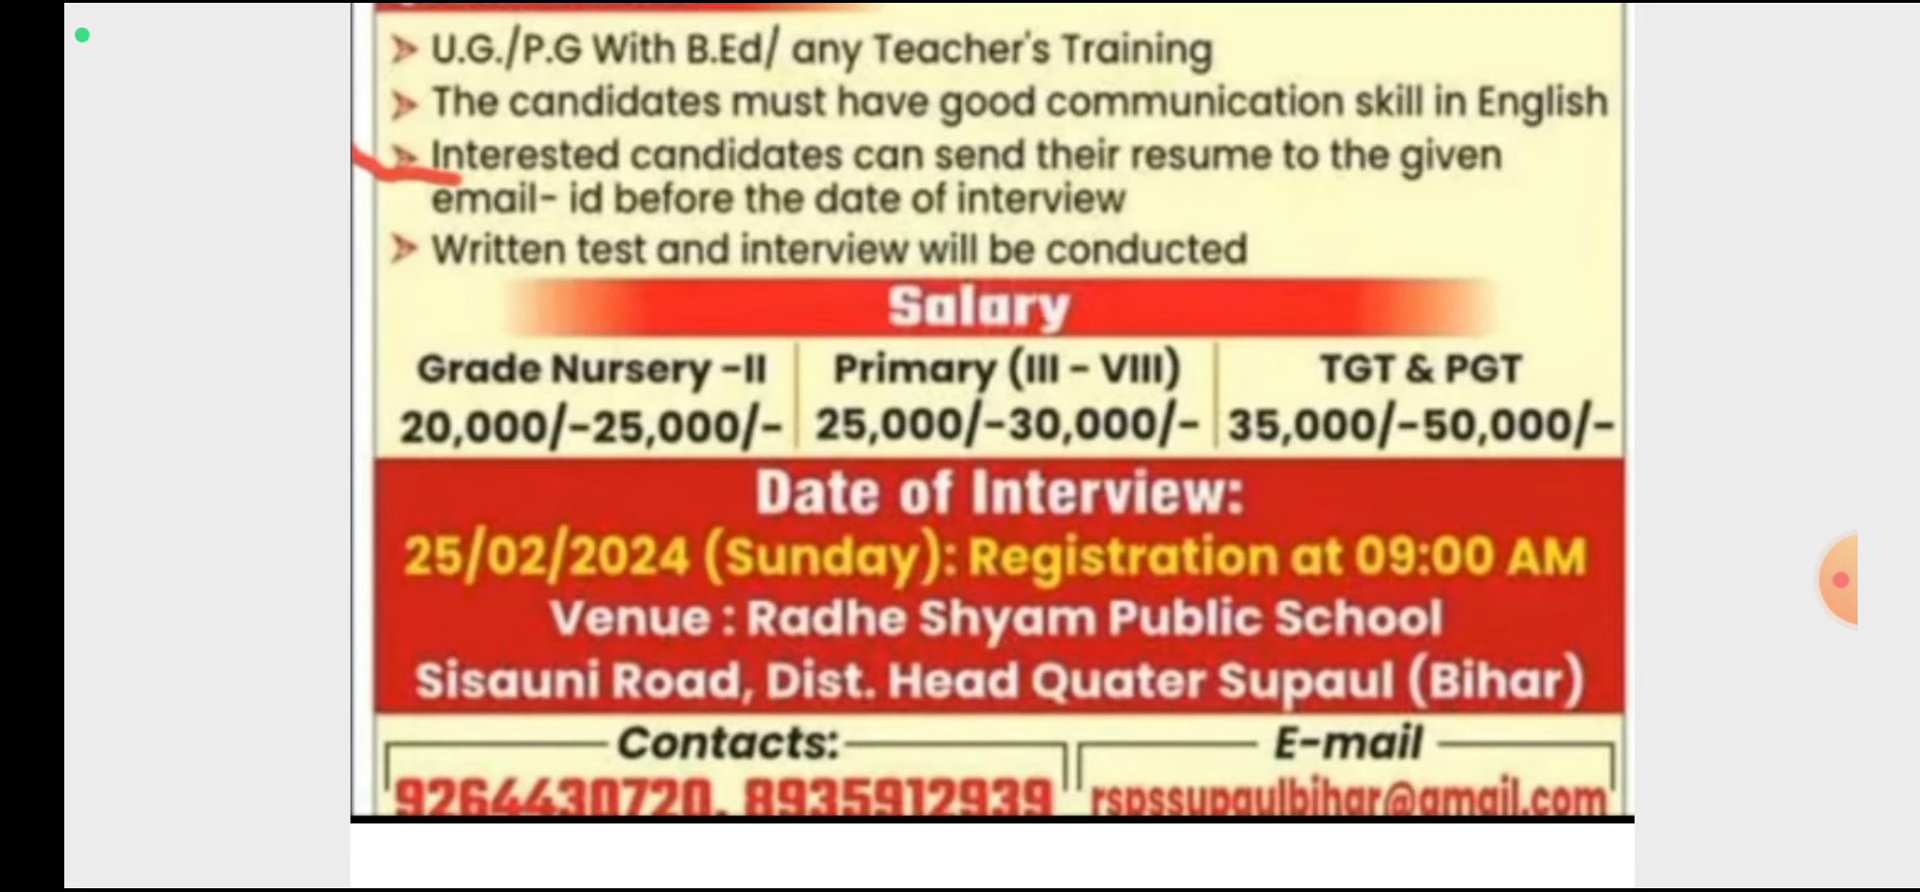 U.G./P.G With B.Ed/ any Teacher's Training
The candidates must have good communication skill in English
Interested candidates can send their resume to the given
email- id before the date of interview
Written test and interview will be conducted
Salary
Grade Nursery -II
20,000/-25,000/-
Primary (III - VIII)
25,000/-30,000/-
TGT & PGT
35,000/-50,000/-
Date of Interview:
25/02/2024 (Sunday): Registration at 09:00 AM
Venue : Radhe Shyam Public School
Sisauni Road, Dist. Head Quater Supaul (Bihar)
Contacts:
9264430720, 8935912939
E-mail
rspssupaulbihar@gmail.com